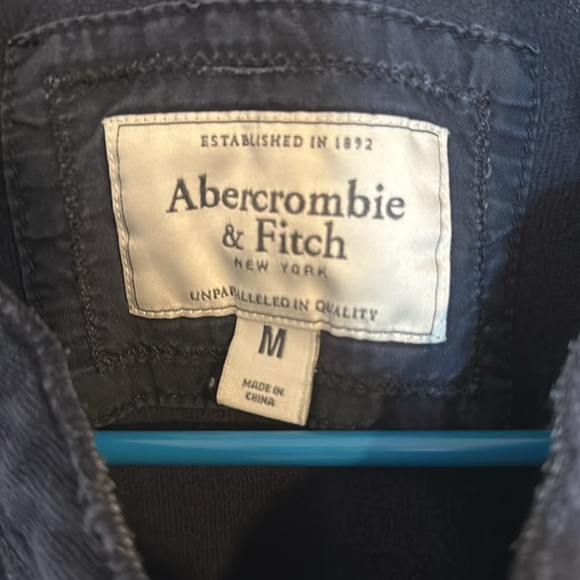 ESTABLISHED IN 1892
Abercrombie
& Fitch
NEW YORK
UNPARALLELED IN QUALITY
M
MADE IN
CHINA